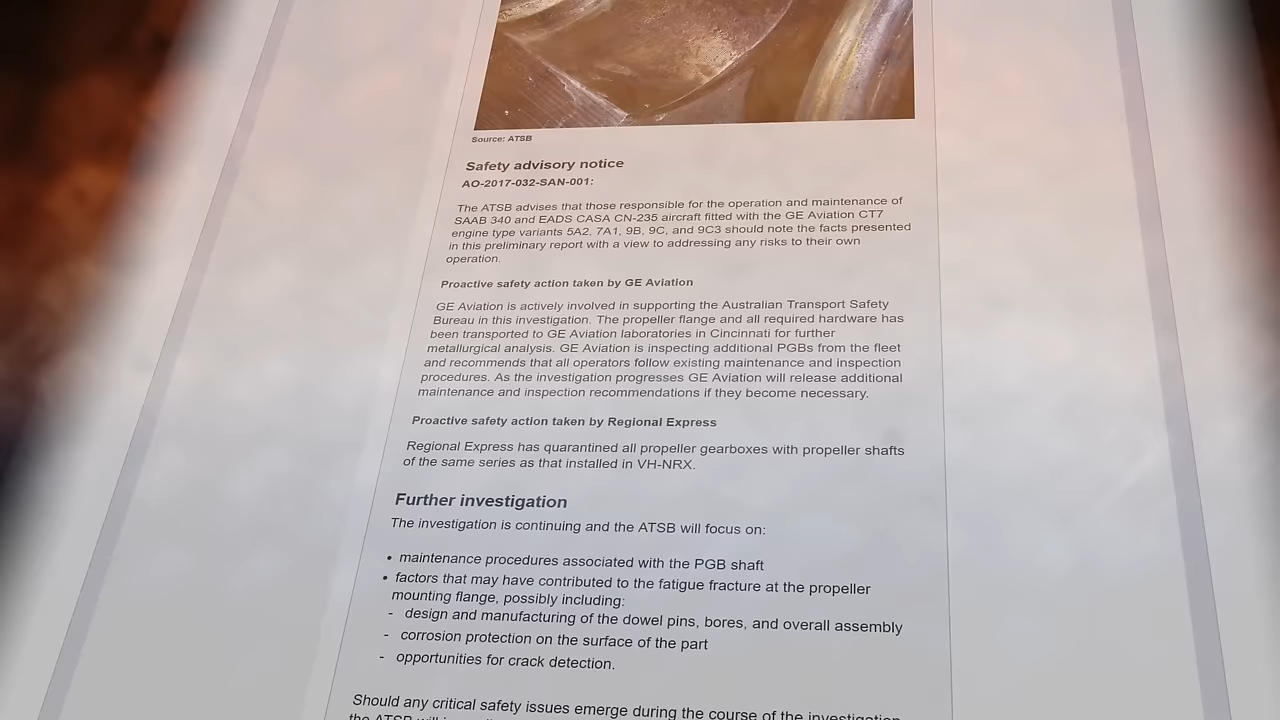 Source: ATSB
Safety advisory notice
AO-2017-032-SAN-001:
The ATSB advises that those responsible for the operation and maintenance of
SAAB 340 and EADS CASA CN-235 aircraft fitted with the GE Aviation CT7
engine type variants 5A2, 7A1, 9B, 9C, and 9C3 should note the facts presented
in this preliminary report with a view to addressing any risks to their own
operation.
Proactive safety action taken by GE Aviation
GE Aviation is actively involved in supporting the Australian Transport Safety
Bureau in this investigation. The propeller flange and all required hardware has
been transported to GE Aviation laboratories in Cincinnati for further
metallurgical analysis. GE Aviation is inspecting additional PGBs from the fleet
and recommends that all operators follow existing maintenance and inspection
procedures. As the investigation progresses GE Aviation will release additional
maintenance and inspection recommendations if they become necessary.
Proactive safety action taken by Regional Express
Regional Express has quarantined all propeller gearboxes with propeller shafts
of the same series as that installed in VH-NRX.
Further investigation
The investigation is continuing and the ATSB will focus on:
• maintenance procedures associated with the PGB shaft
• factors that may have contributed to the fatigue fracture at the propeller
mounting flange, possibly including:
- design and manufacturing of the dowel pins, bores, and overall assembly
- corrosion protection on the surface of the part
- opportunities for crack detection.
Should any critical safety issues emerge during the course of the investigation,
the ATSB will